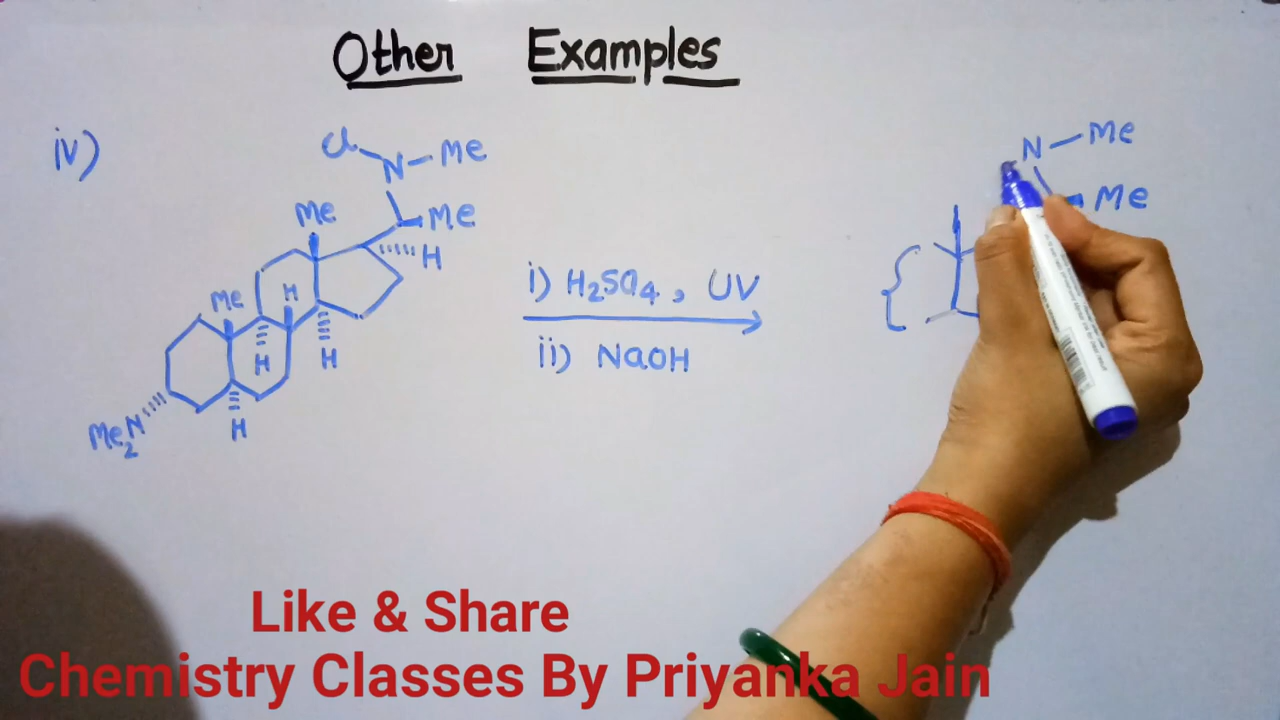 Other Examples
iv)
Cl N Me
Me Me
H
Me H
H H
Me2N
H
i) H2SO4, UV
ii) NaOH
N Me
Me
Like & Share
Chemistry Classes By Priyanka Jain